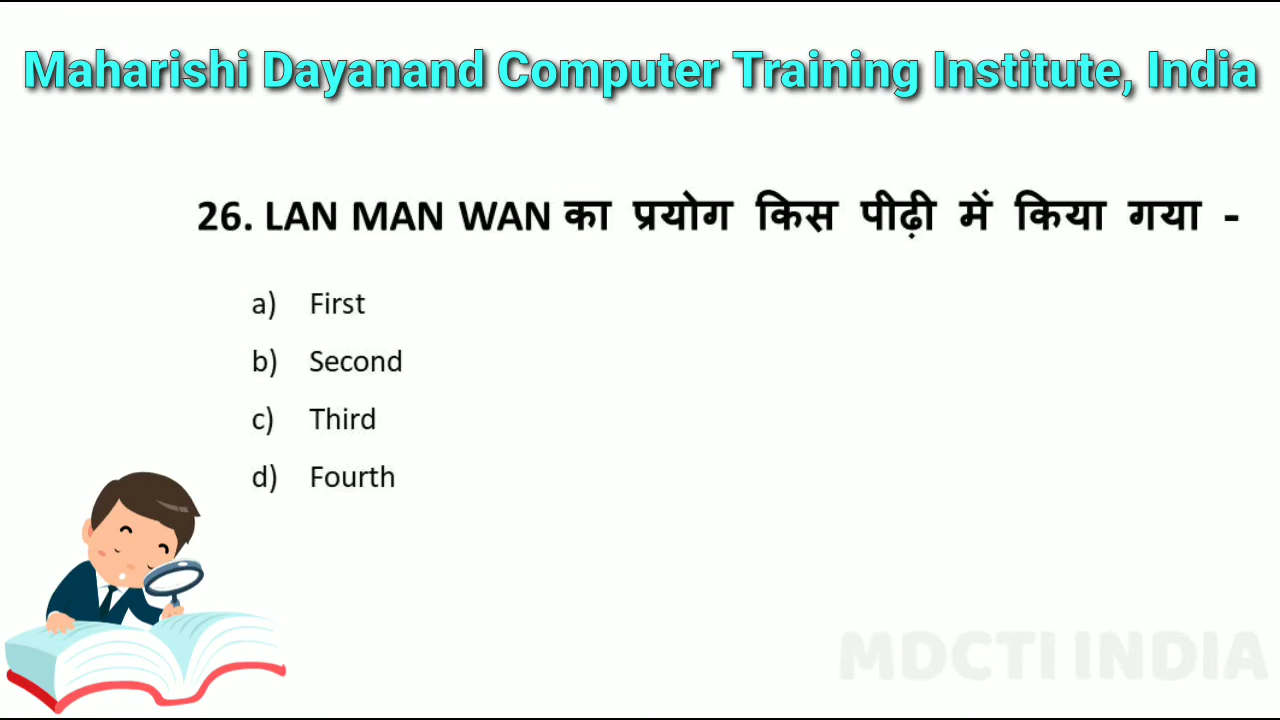 Maharishi Dayanand Computer Training Institute, India
26. LAN MAN WAN का प्रयोग किस पीढ़ी में किया गया -
a) First
b) Second
c) Third
d) Fourth
MDCTI INDIA